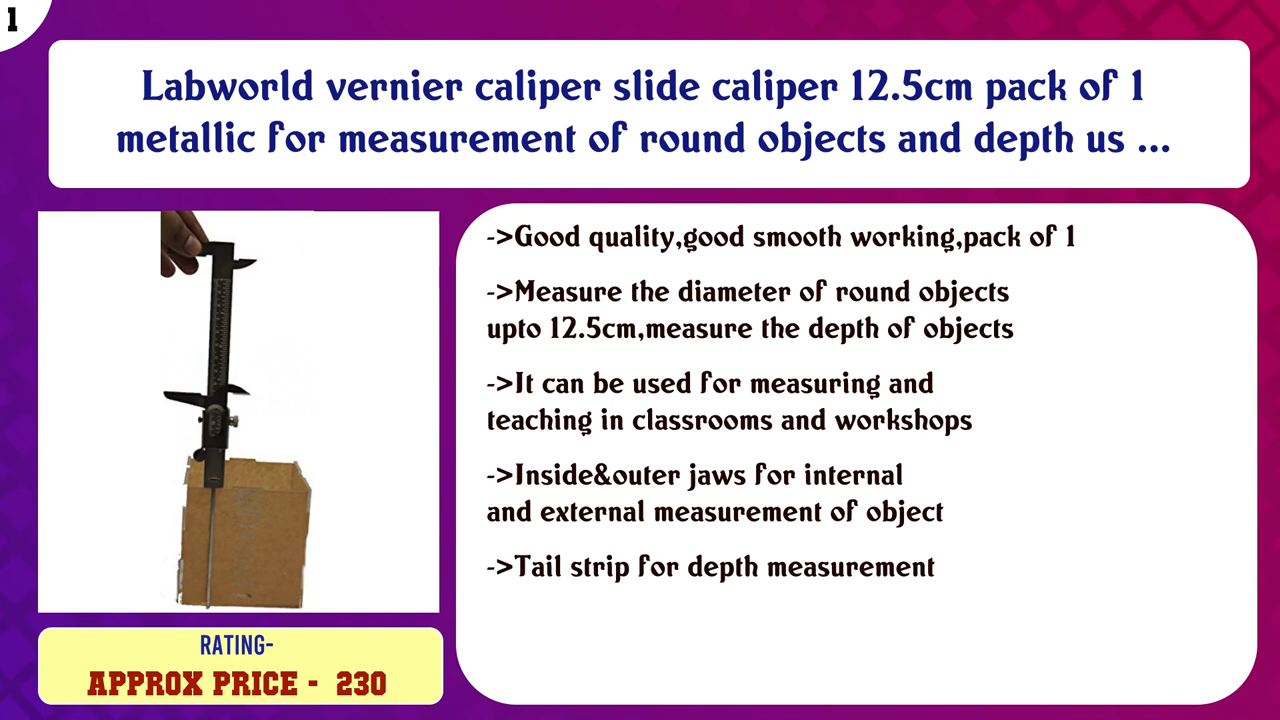 1
Labworld vernier caliper slide caliper 12.5cm pack of 1
metallic for measurement of round objects and depth us ...
->Good quality,good smooth working,pack of 1
->Measure the diameter of round objects
upto 12.5cm,measure the depth of objects
->It can be used for measuring and
teaching in classrooms and workshops
->Inside&outer jaws for internal
and external measurement of object
->Tail strip for depth measurement
RATING-
APPROX PRICE - 230